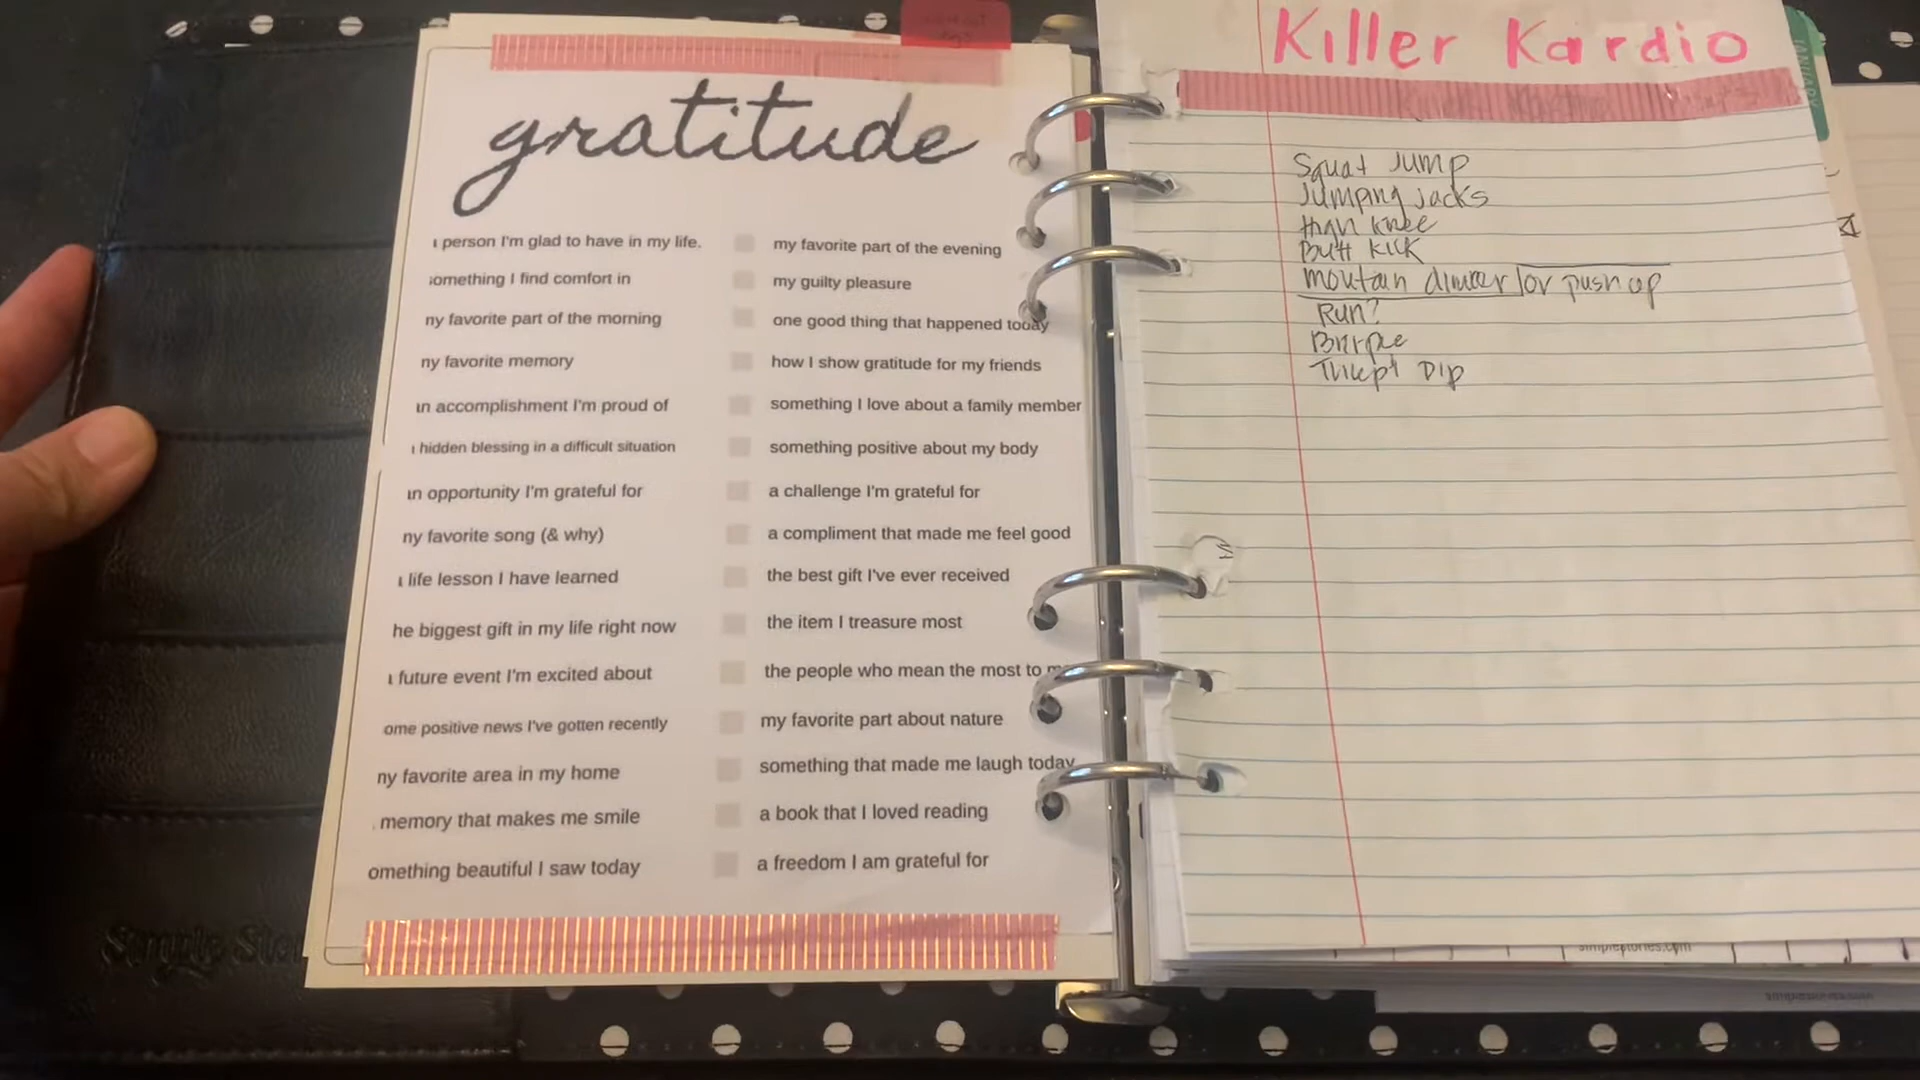 gratitude
person I'm glad to have in my life.
omething I find comfort in
ny favorite part of the morning
ny favorite memory
accomplishment I'm proud of
hidden blessing in a difficult situation
opportunity I'm grateful for
ny favorite song (& why)
life lesson I have learned
he biggest gift in my life right now
future event I'm excited about
ome positive news I've gotten recently
ny favorite area in my home
memory that makes me smile
omething beautiful I saw today
my favorite part of the evening
my guilty pleasure
one good thing that happened today
how I show gratitude for my friends
something I love about a family member
something positive about my body
a challenge I'm grateful for
a compliment that made me feel good
the best gift I've ever received
the item I treasure most
the people who mean the most to
my favorite part about nature
something that made me laugh today
a book that I loved reading
a freedom I am grateful for
Killer Kardio
Squat Jump
Jumping jacks
knee
Butt kick
or push up
Run?
Dip
JANUARY
simplestories.com